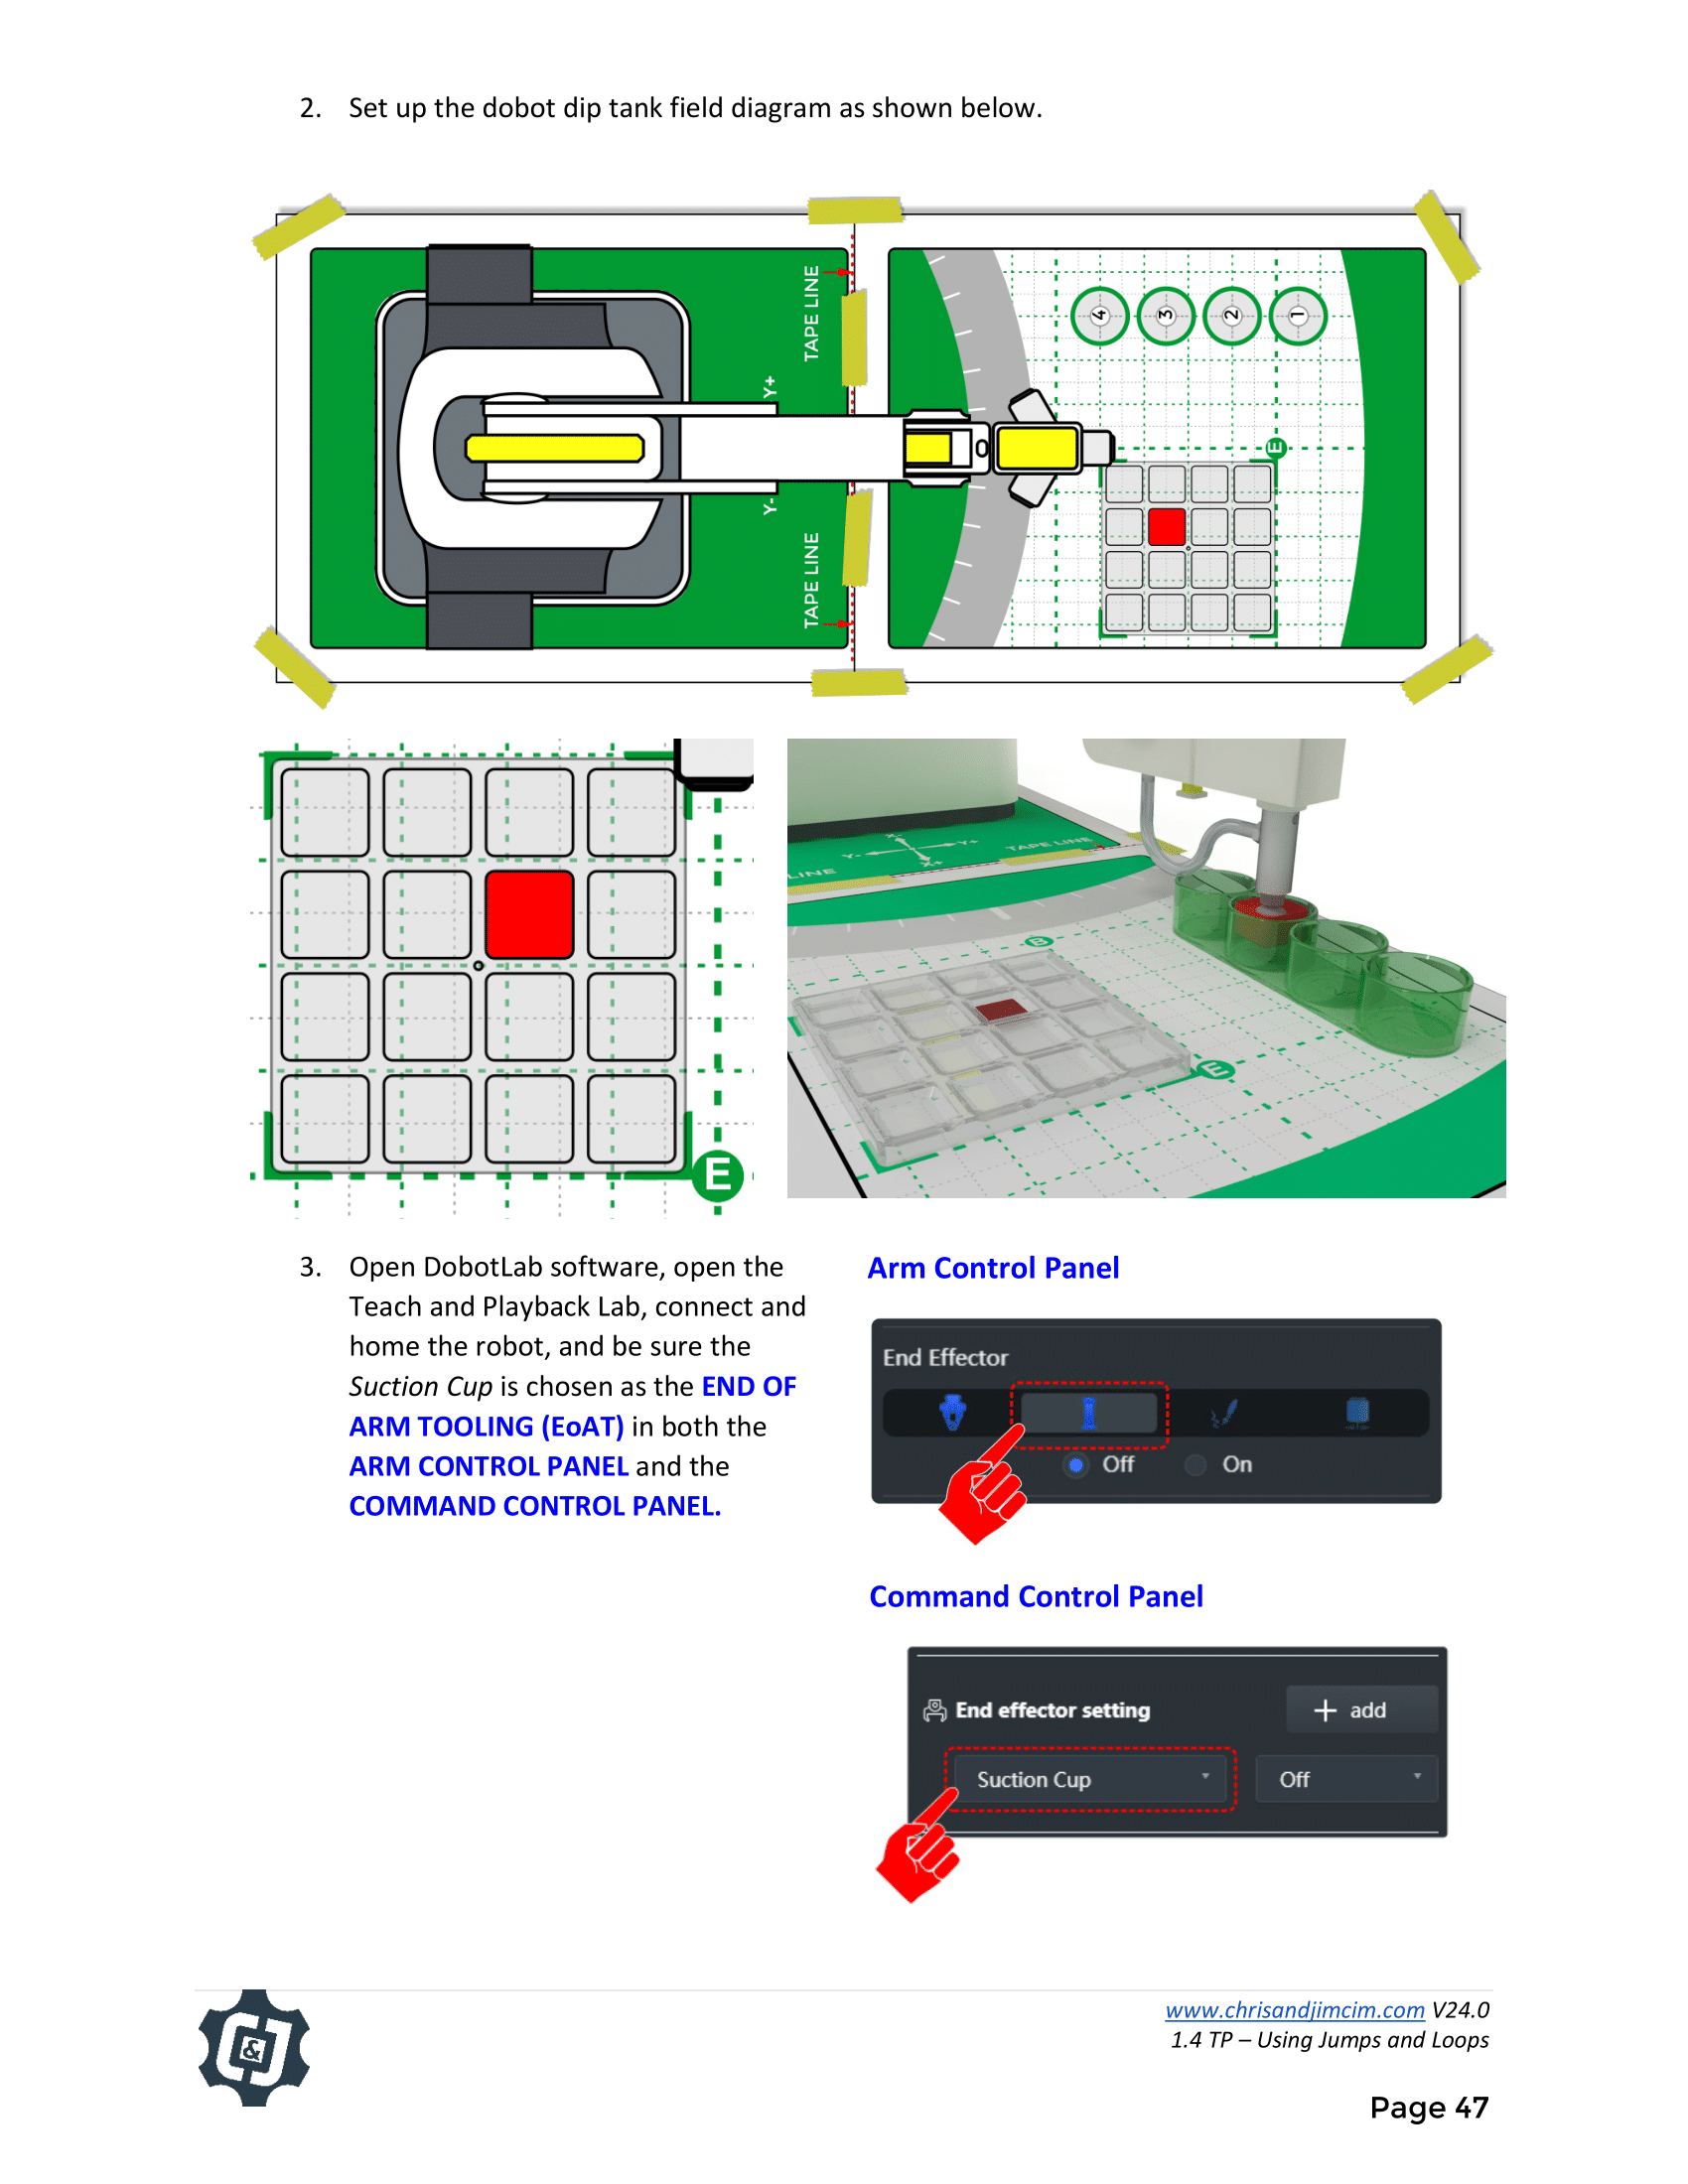 2. Set up the dobot dip tank field diagram as shown below.
TAPE LINE
Y+
Y-
TAPE LINE
4
3
2
1
E
E
X-
Y-
Y+
X+
TAPE LINE
LINE
B
E
3. Open DobotLab software, open the
Teach and Playback Lab, connect and
home the robot, and be sure the
Suction Cup is chosen as the END OF
ARM TOOLING (EoAT) in both the
ARM CONTROL PANEL and the
COMMAND CONTROL PANEL.
Arm Control Panel
End Effector
Off On
Command Control Panel
End effector setting + add
Suction Cup Off
C&J
www.chrisandjimcim.com V24.0
1.4 TP – Using Jumps and Loops
Page 47